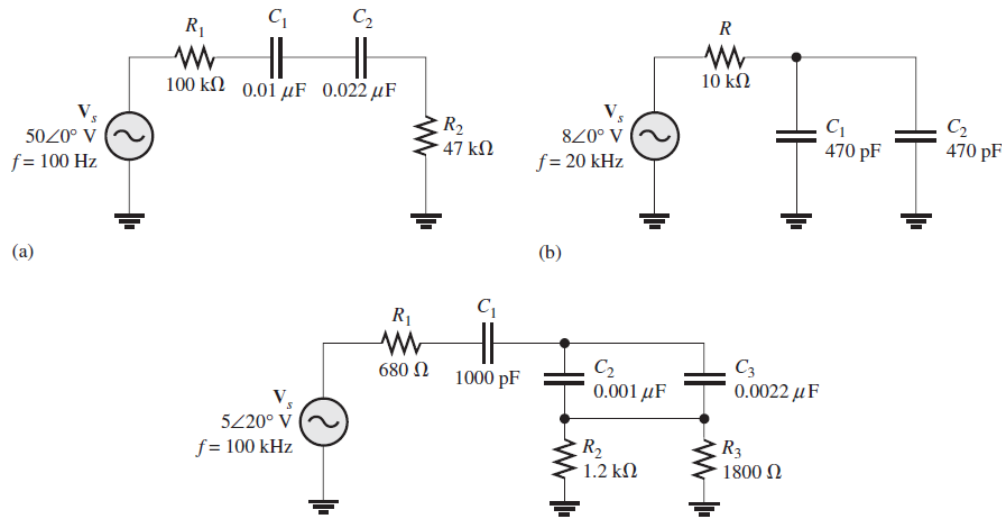 R₁
C₁
C₂
100 kΩ
0.01 μF
0.022 μF
Vₛ
50∠0° V
f = 100 Hz
R₂
47 kΩ
(a)
R
10 kΩ
Vₛ
8∠0° V
f = 20 kHz
C₁
470 pF
C₂
470 pF
(b)
R₁
C₁
680 Ω
1000 pF
C₂
0.001 μF
C₃
0.0022 μF
Vₛ
5∠20° V
f = 100 kHz
R₂
1.2 kΩ
R₃
1800 Ω